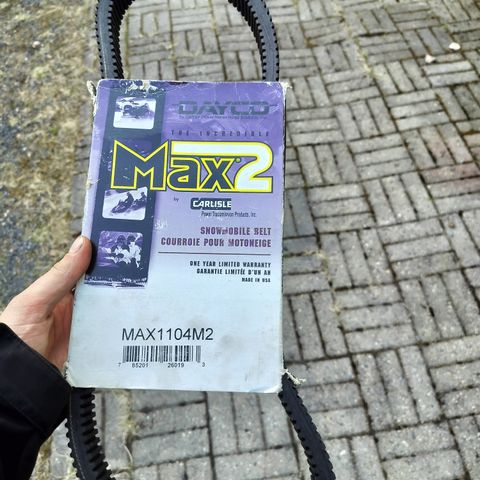 DAYCO
THE INCREDIBLE
Max2
by CARLISLE
Power Transmission Products, Inc.
SNOWMOBILE BELT
COURROIE POUR MOTONEIGE
ONE YEAR LIMITED WARRANTY
GARANTIE LIMITÉE D'UN AN
MADE IN USA
MAX1104M2
7 85201 26019 3